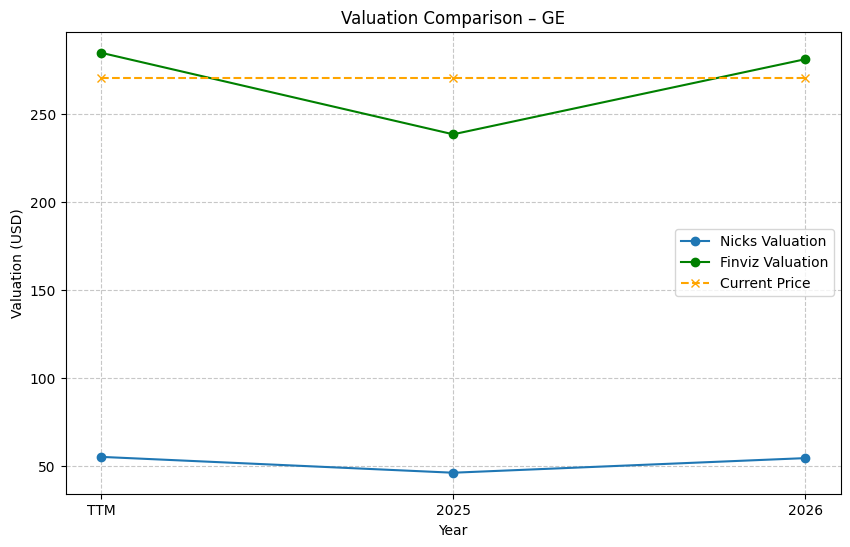 Valuation Comparison – GE
Valuation (USD)
250
200
150
100
50
Nicks Valuation
Finviz Valuation
Current Price
TTM
2025
2026
Year